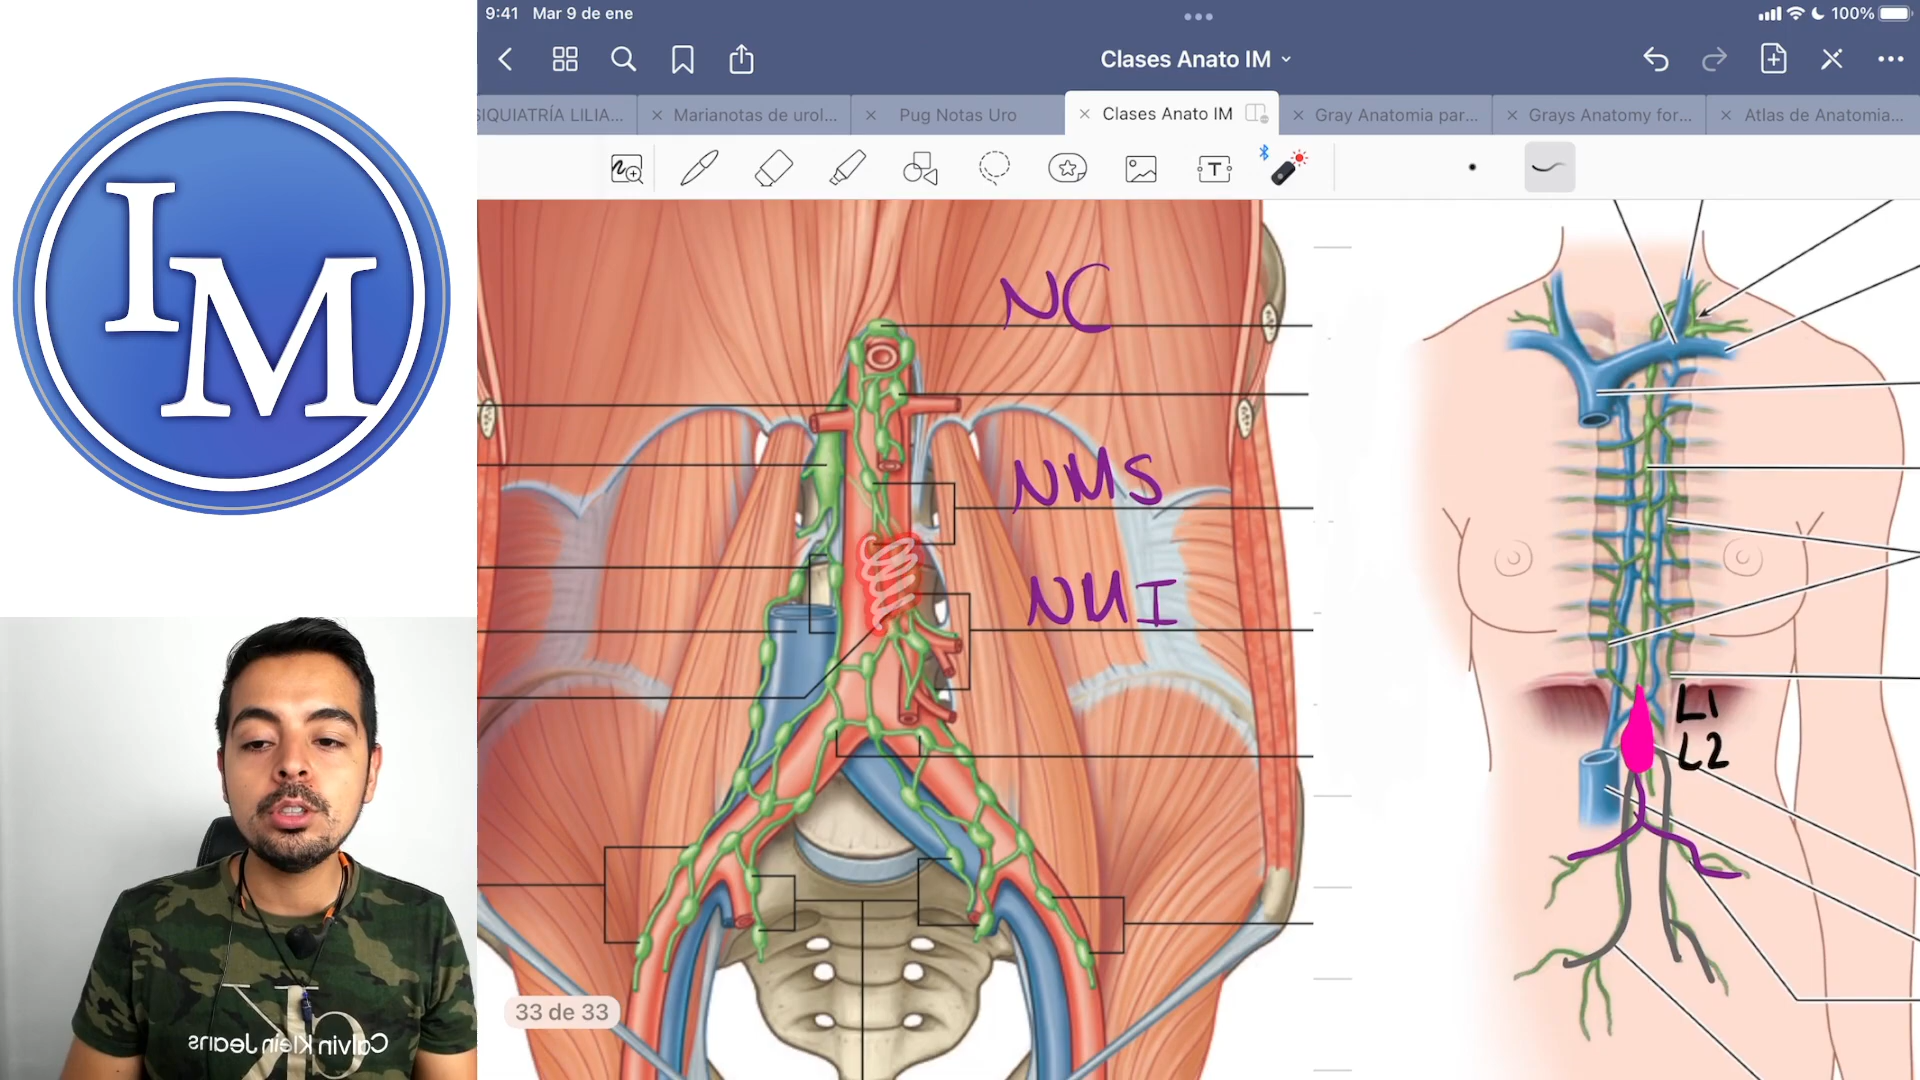 9:41 Mar 9 de ene
100%
Clases Anato IM
SIQUIATRÍA LILIA...
Marianotas de urol...
Pug Notas Uro
Clases Anato IM
Gray Anatomia par...
Grays Anatomy for...
Atlas de Anatomia...
IM
NC
NMS
NMI
L1
L2
33 de 33
CK
Calvin Klein Jeans